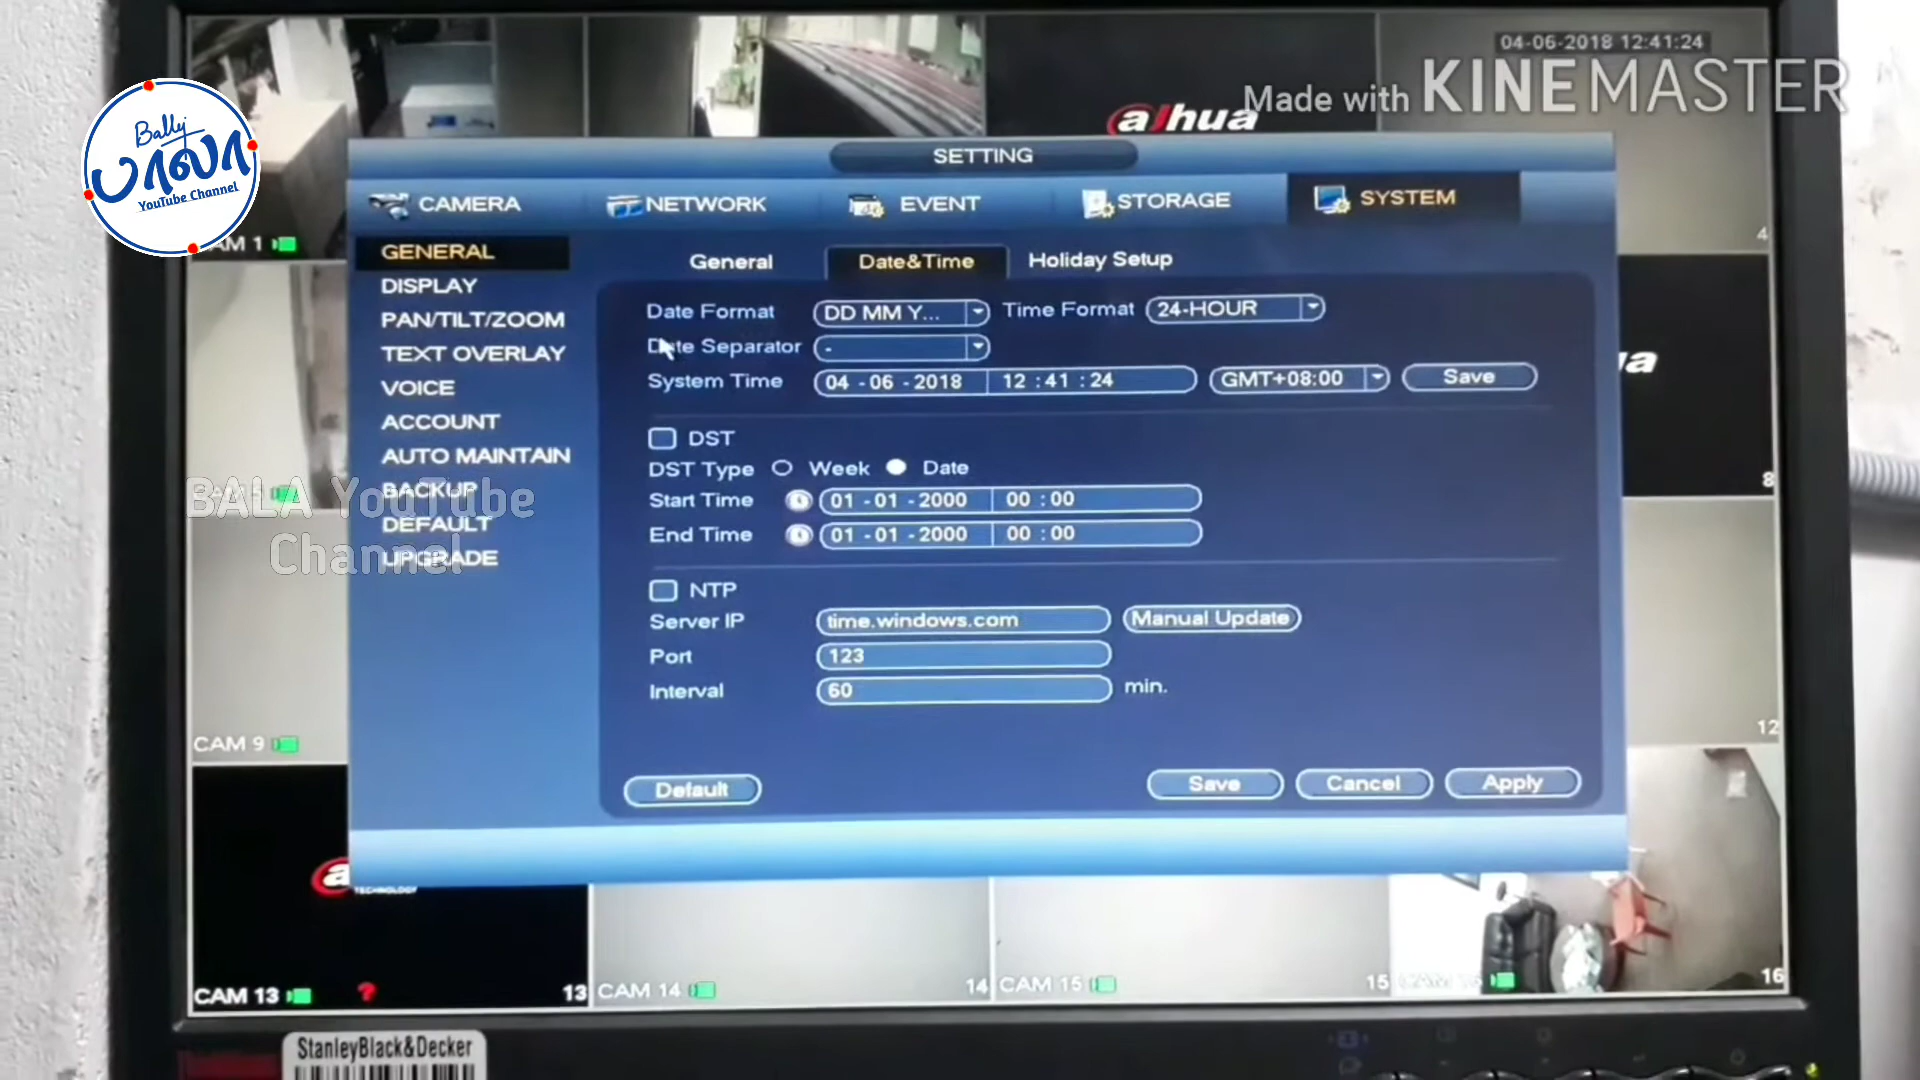 04-06-2018 12:41:24
Made with KINEMASTER
alhua
Bally
பாலா
YouTube Channel
SETTING
CAMERA NETWORK EVENT STORAGE SYSTEM
CAM 1
4
GENERAL
DISPLAY
PAN/TILT/ZOOM
TEXT OVERLAY
VOICE
ACCOUNT
AUTO MAINTAIN
BACKUP
DEFAULT
UPGRADE
BALA YouTube
Channel
General Date&Time Holiday Setup
Date Format DD MM Y... Time Format 24-HOUR
Date Separator -
System Time 04 - 06 - 2018 12 : 41 : 24 GMT+08:00 Save
DST
DST Type Week Date
Start Time 01 - 01 - 2000 00 : 00
End Time 01 - 01 - 2000 00 : 00
NTP
Server IP time.windows.com Manual Update
Port 123
Interval 60 min.
Default Save Cancel Apply
ua
8
CAM 9
12
TECHNOLOGY
CAM 13 ? 13
CAM 14 14
CAM 15 15
16
StanleyBlack&Decker